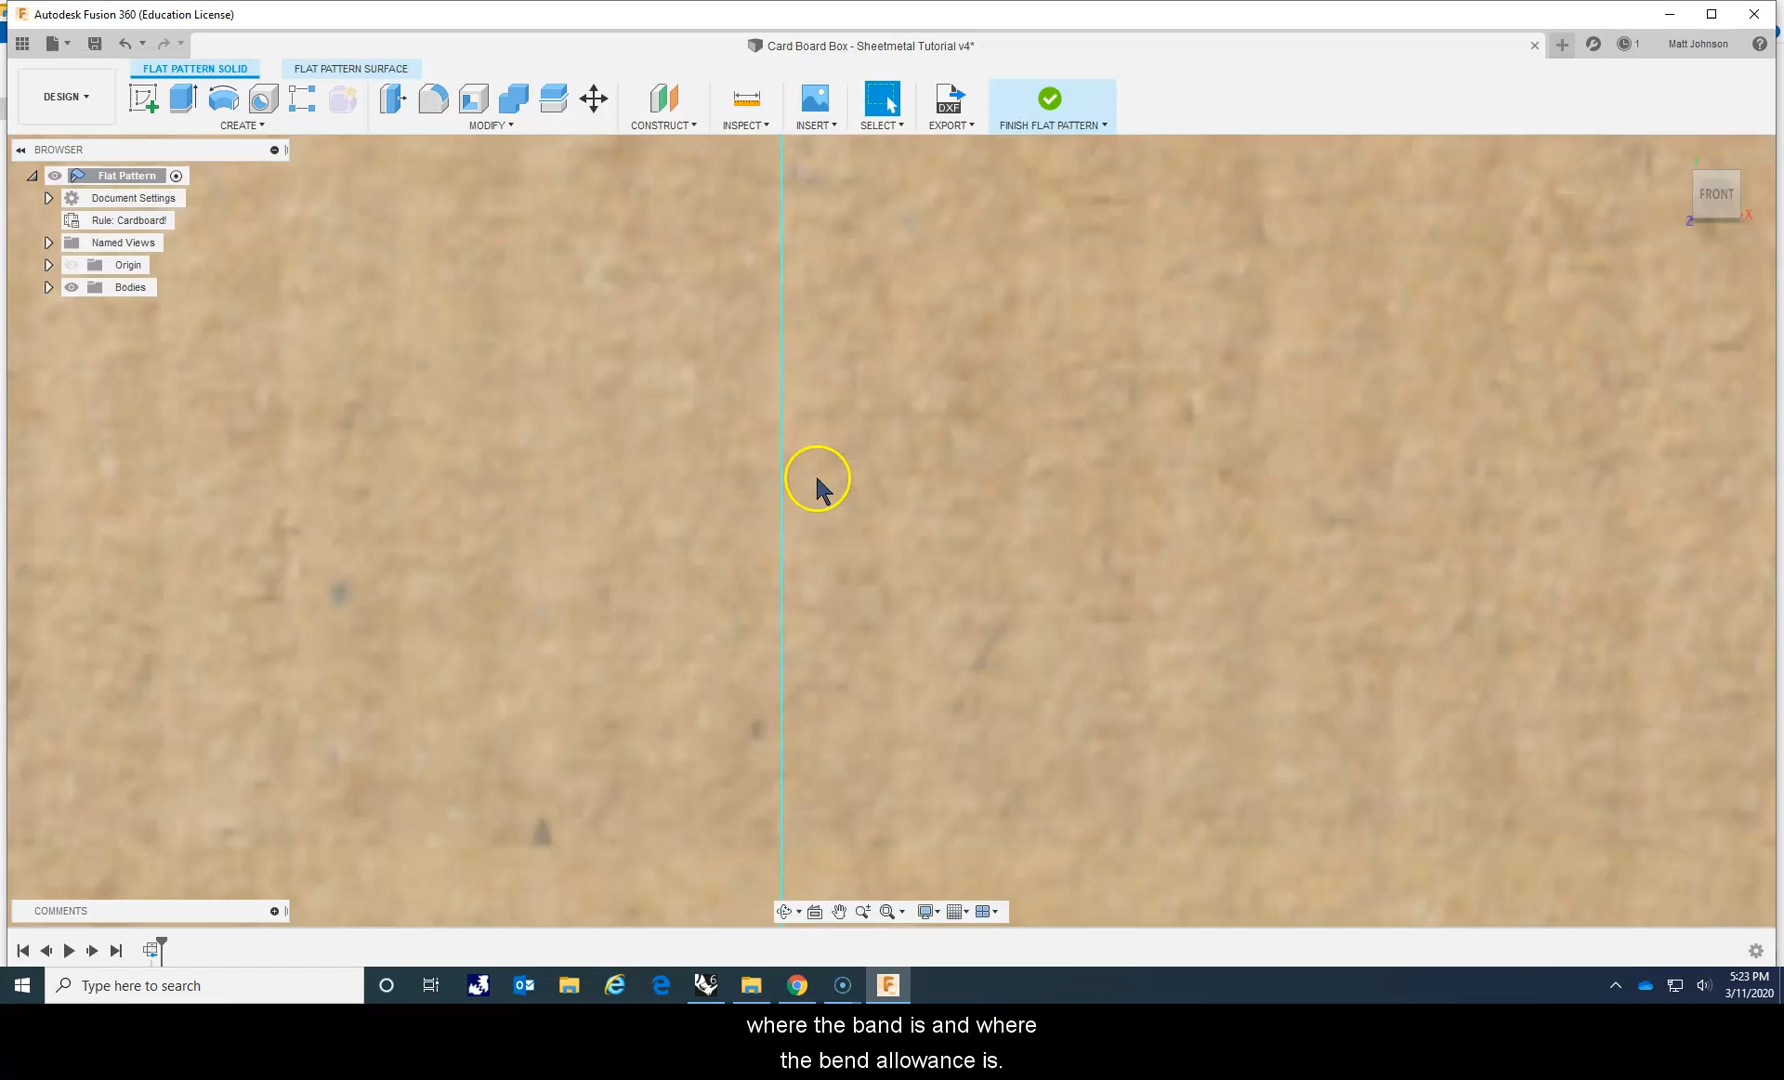 Autodesk Fusion 360 (Education License)
Card Board Box - Sheetmetal Tutorial v4*
1
Matt Johnson
FLAT PATTERN SOLID
FLAT PATTERN SURFACE
DESIGN
DXF
CREATE
MODIFY
CONSTRUCT
INSPECT
INSERT
SELECT
EXPORT
FINISH FLAT PATTERN
BROWSER
Flat Pattern
Document Settings
Rule: Cardboard!
Named Views
Origin
Bodies
Y
FRONT
X
Z
COMMENTS
Type here to search
5:23 PM
3/11/2020
where the band is and where
the bend allowance is.